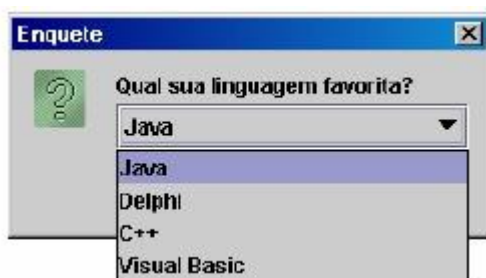 Enquete
Qual sua linguagem favorita?
Java
Java
Delphi
C++
Visual Basic